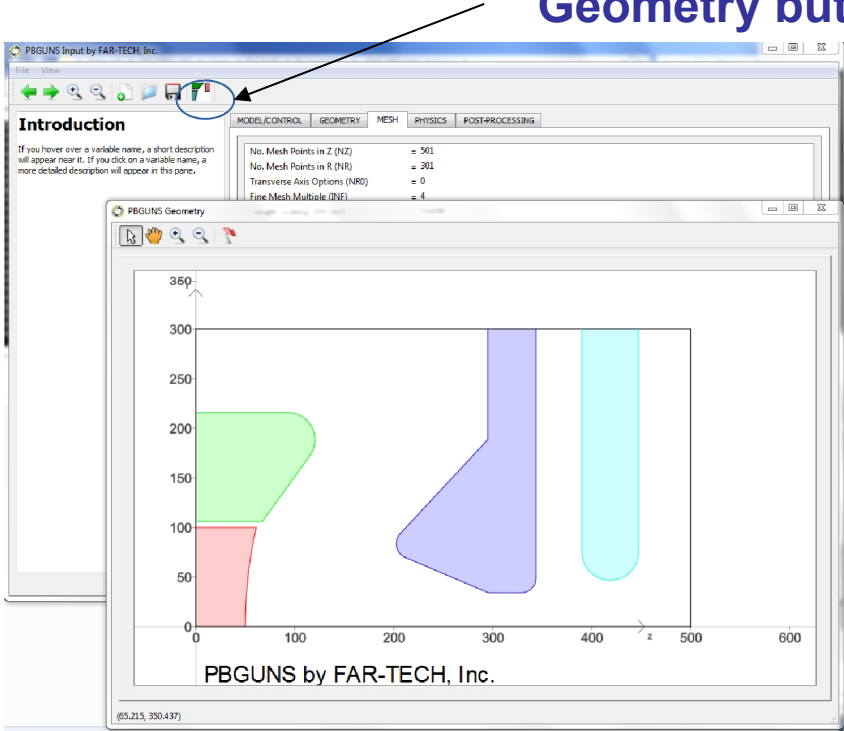 Geometry but
PBGUNS Input by FAR-TECH, Inc.
File View
Introduction
If you hover over a variable name, a short description
will appear near it. If you click on a variable name, a
more detailed description will appear in this pane.
MODEL/CONTROL GEOMETRY MESH PHYSICS POST-PROCESSING
No. Mesh Points in Z (NZ) = 501
No. Mesh Points in R (NR) = 301
Transverse Axis Options (NR0) = 0
Fine Mesh Multiple (INF) = 4
PBGUNS Geometry
350
r
300
250
200
150
100
50
0
0 100 200 300 400 z 500 600
PBGUNS by FAR-TECH, Inc.
(65.215, 350.437)